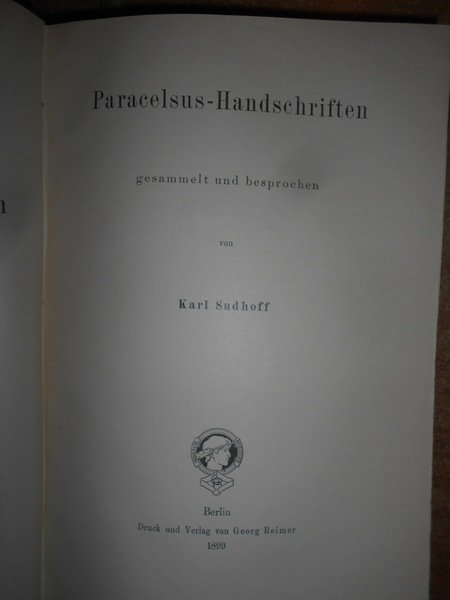 Paracelsus-Handschriften
gesammelt und besprochen
von
Karl Sudhoff
Berlin
Druck und Verlag von Georg Reimer
1899